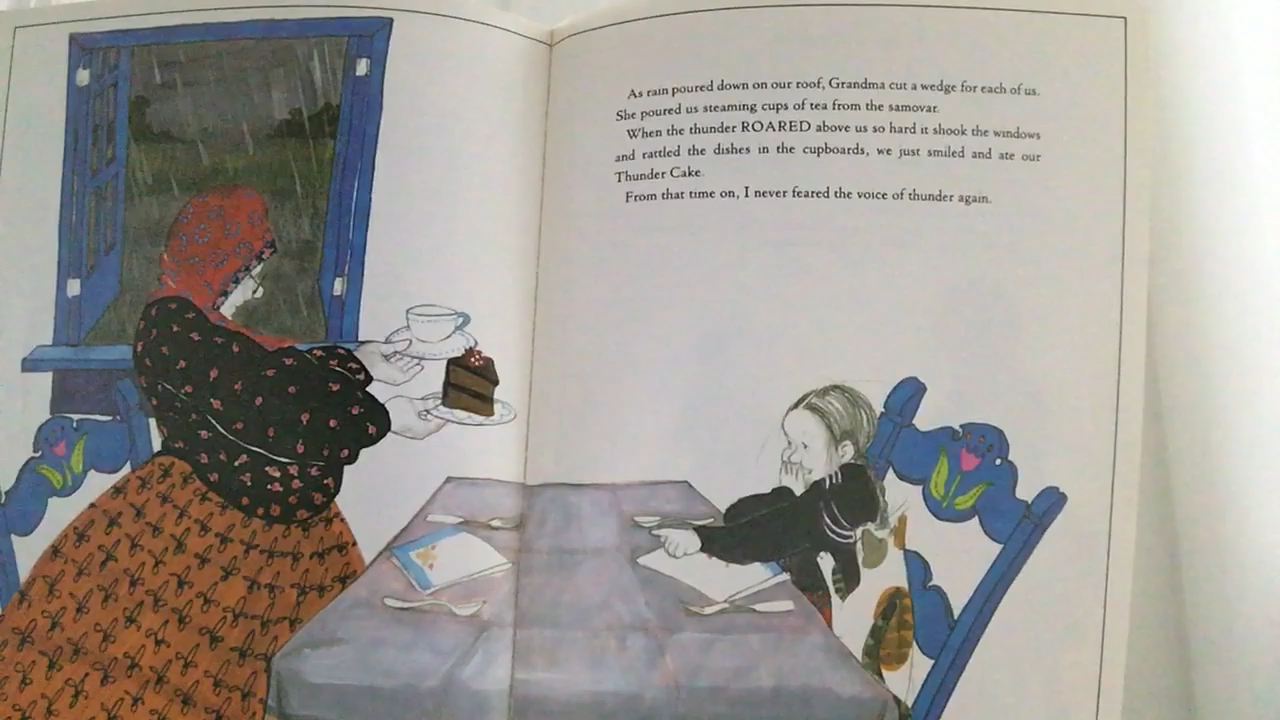 As rain poured down on our roof, Grandma cut a wedge for each of us.
She poured us steaming cups of tea from the samovar.
When the thunder ROARED above us so hard it shook the windows
and rattled the dishes in the cupboards, we just smiled and ate our
Thunder Cake.
From that time on, I never feared the voice of thunder again.